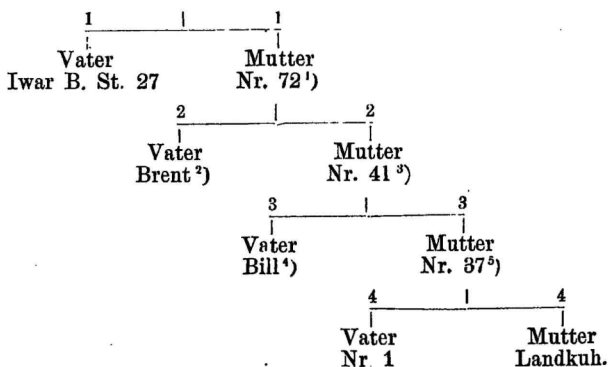 1 1
Vater Mutter
Iwar B. St. 27 Nr. 72¹)
2 2
Vater Mutter
Brent²) Nr. 41³)
3 3
Vater Mutter
Bill⁴) Nr. 37⁵)
4 4
Vater Mutter
Nr 1 Landkuh.